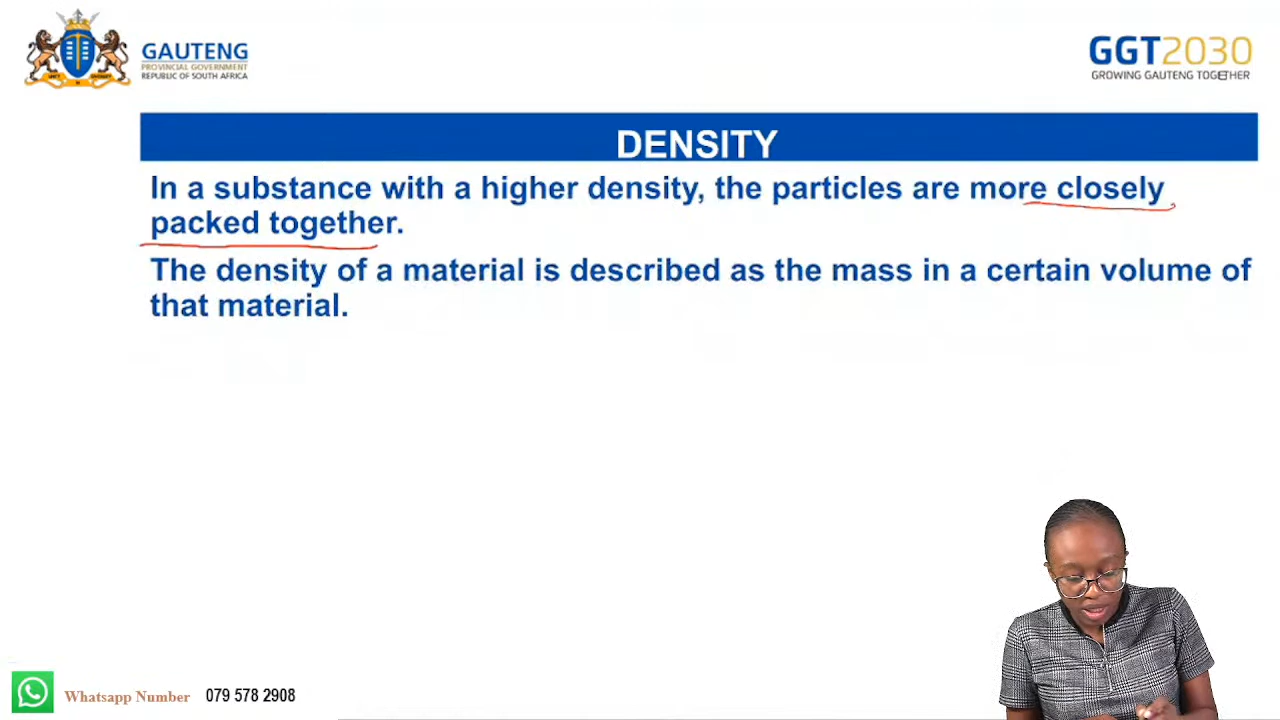 GAUTENG
PROVINCIAL GOVERNMENT
REPUBLIC OF SOUTH AFRICA
GGT2030
GROWING GAUTENG TOGETHER
DENSITY
In a substance with a higher density, the particles are more closely
packed together.
The density of a material is described as the mass in a certain volume of
that material.
Whatsapp Number 079 578 2908